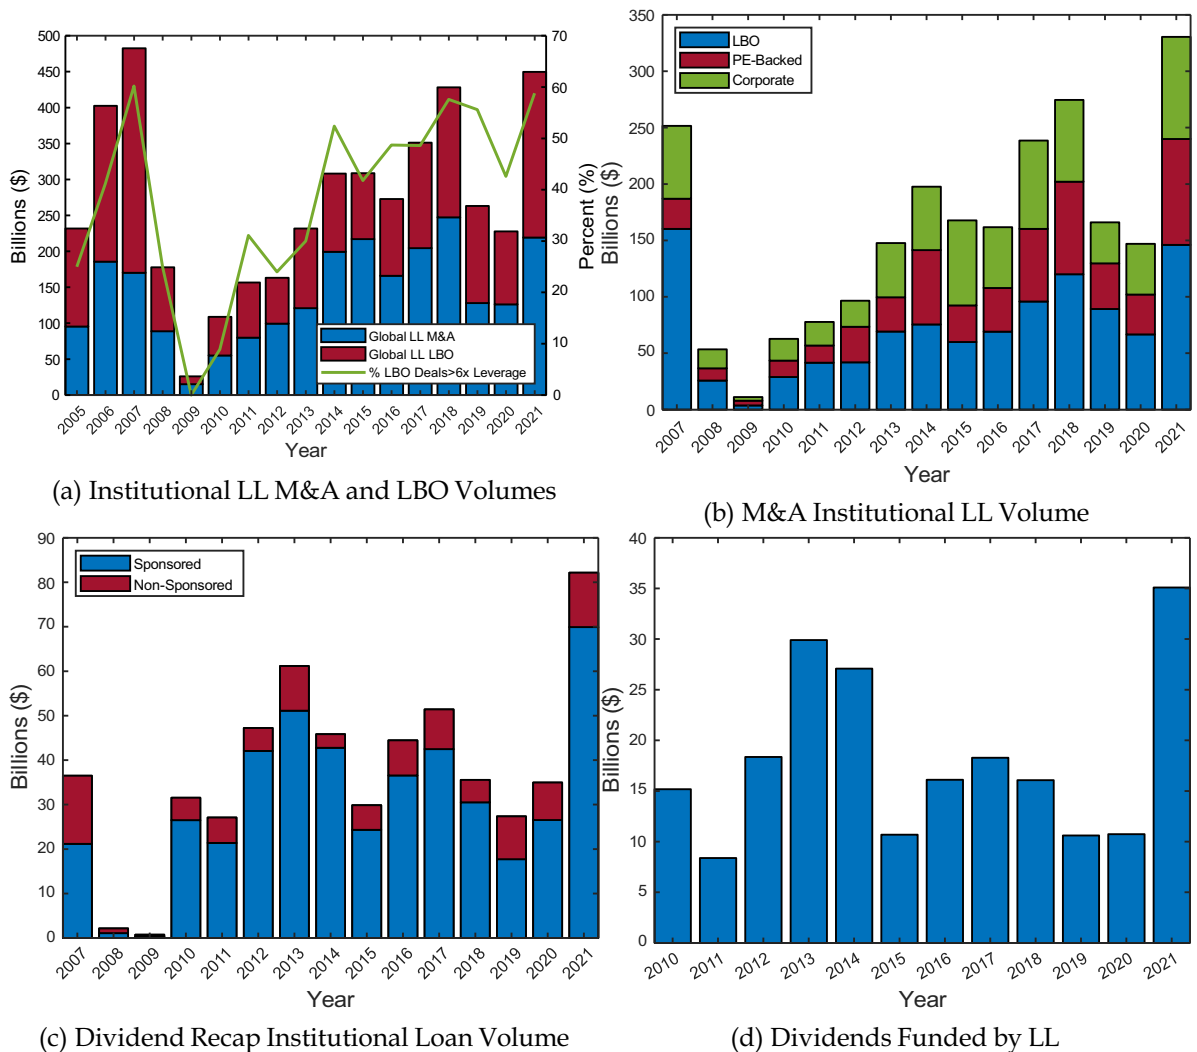 500
450
400
350
300
250
200
150
100
50
0
Billions ($)
70
60
50
40
30
20
10
0
Percent (%)
Global LL M&A
Global LL LBO
% LBO Deals>6x Leverage
2005 2006 2007 2008 2009 2010 2011 2012 2013 2014 2015 2016 2017 2018 2019 2020 2021
Year
(a) Institutional LL M&A and LBO Volumes
350
300
250
200
150
100
50
0
Billions ($)
LBO
PE-Backed
Corporate
2007 2008 2009 2010 2011 2012 2013 2014 2015 2016 2017 2018 2019 2020 2021
Year
(b) M&A Institutional LL Volume
90
80
70
60
50
40
30
20
10
0
Billions ($)
Sponsored
Non-Sponsored
2007 2008 2009 2010 2011 2012 2013 2014 2015 2016 2017 2018 2019 2020 2021
Year
(c) Dividend Recap Institutional Loan Volume
40
35
30
25
20
15
10
5
0
Billions ($)
2010 2011 2012 2013 2014 2015 2016 2017 2018 2019 2020 2021
Year
(d) Dividends Funded by LL